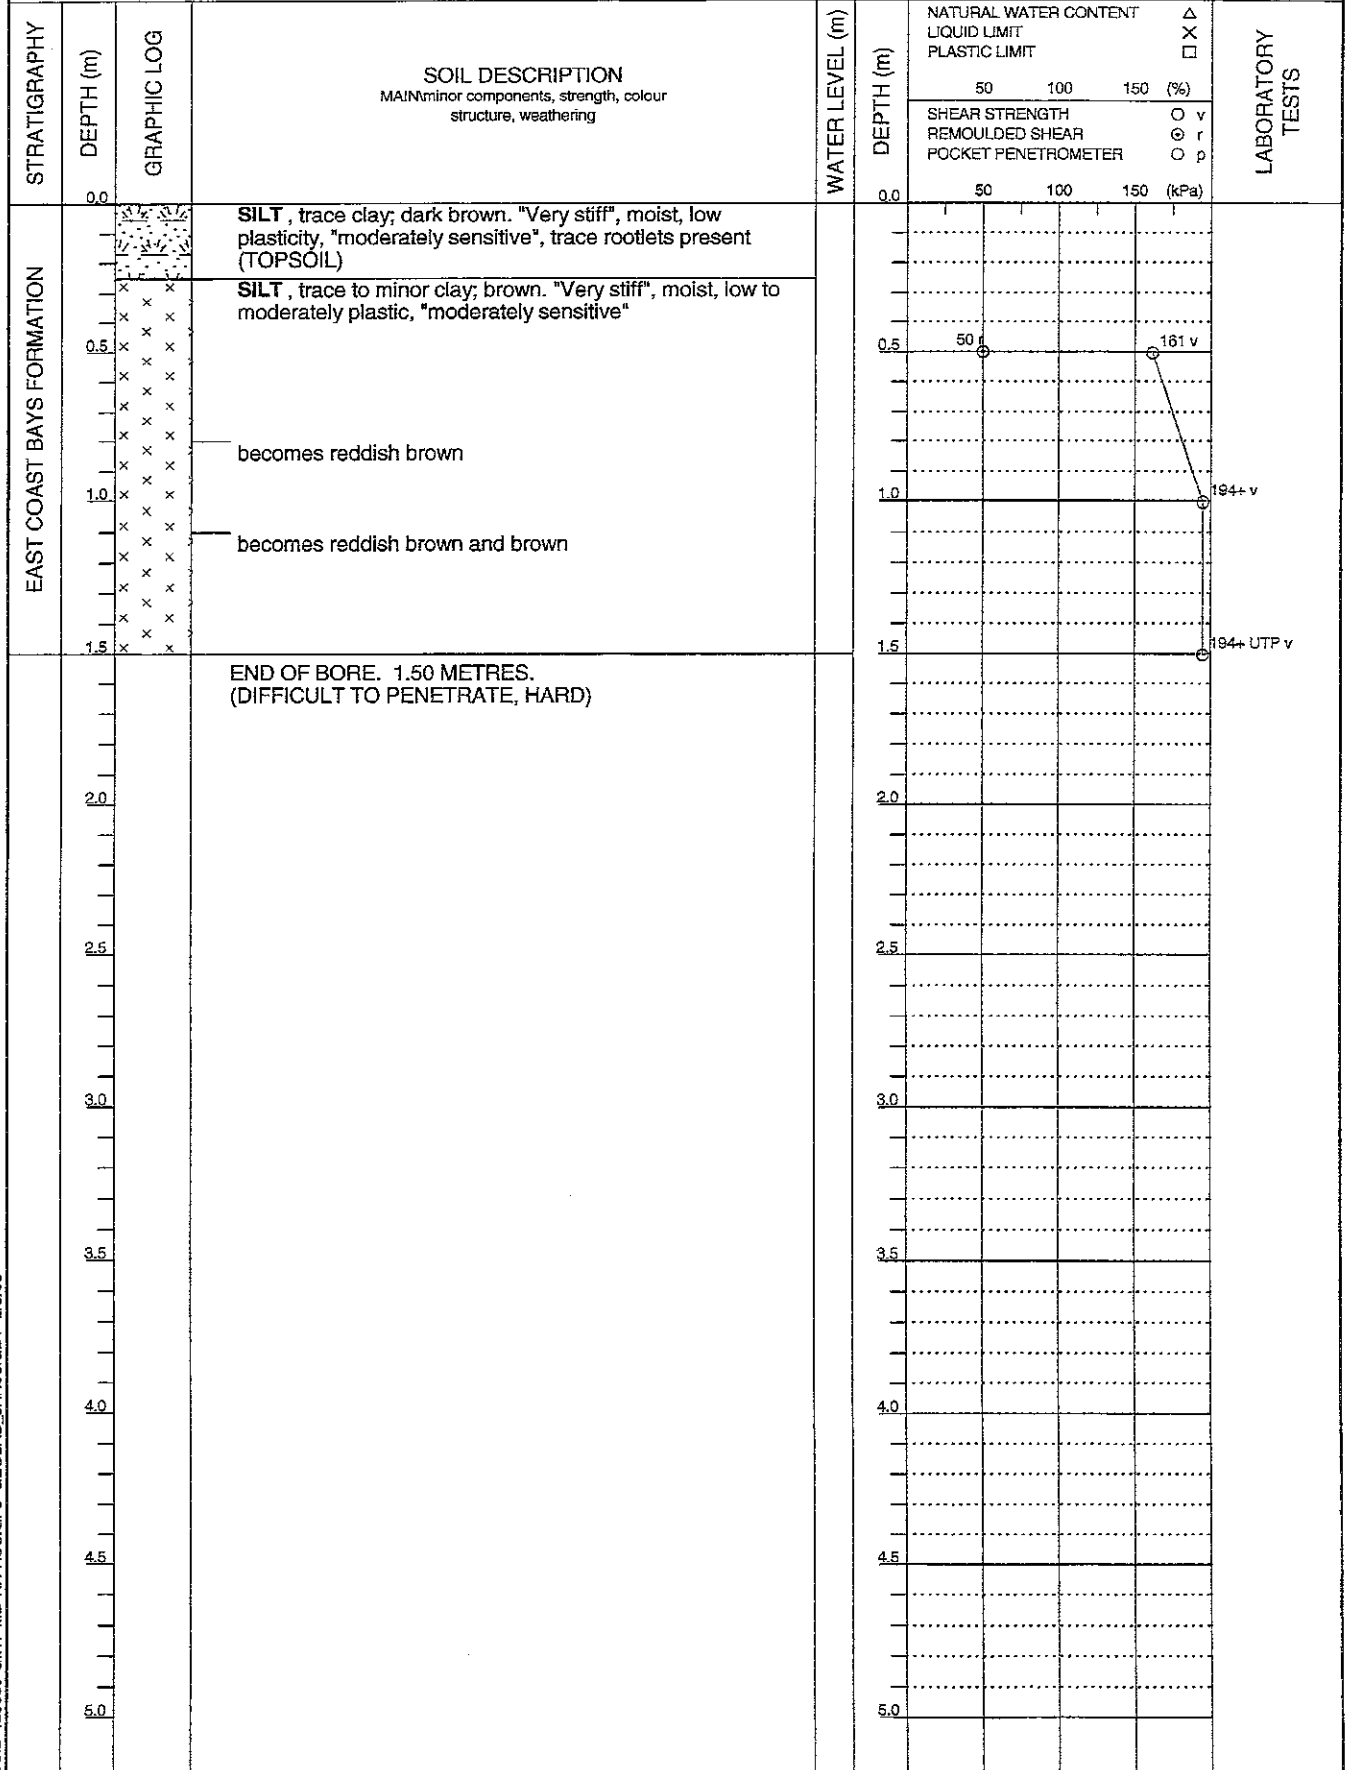 STRATIGRAPHY
DEPTH (m)
GRAPHIC LOG
SOIL DESCRIPTION
MAIN\minor components, strength, colour
structure, weathering
WATER LEVEL (m)
DEPTH (m)
NATURAL WATER CONTENT △
LIQUID LIMIT X
PLASTIC LIMIT □
50 100 150 (%)
SHEAR STRENGTH O v
REMOULDED SHEAR ⊙ r
POCKET PENETROMETER O p
50 100 150 (kPa)
LABORATORY
TESTS
0.0
0.0
EAST COAST BAYS FORMATION
SILT , trace clay; dark brown. "Very stiff", moist, low
plasticity, "moderately sensitive", trace rootlets present
(TOPSOIL)
SILT , trace to minor clay; brown. "Very stiff", moist, low to
moderately plastic, "moderately sensitive"
0.5
0.5
50 r
161 v
becomes reddish brown
1.0
1.0
194+ v
becomes reddish brown and brown
1.5
1.5
194+ UTP v
END OF BORE. 1.50 METRES.
(DIFFICULT TO PENETRATE, HARD)
2.0
2.0
2.5
2.5
3.0
3.0
3.5
3.5
4.0
4.0
4.5
4.5
5.0
5.0